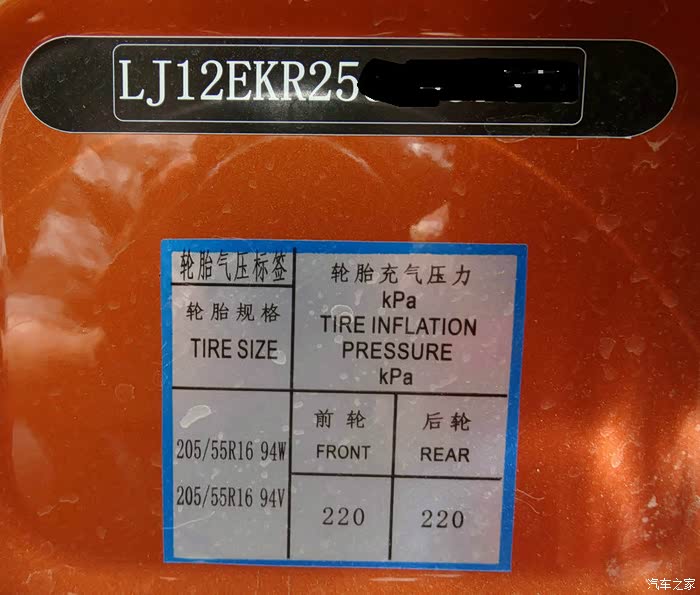 LJ12EKR25
轮胎气压标签
轮胎规格
TIRE SIZE
轮胎充气压力
kPa
TIRE INFLATION
PRESSURE
kPa
前轮
FRONT
后轮
REAR
205/55R16 94W
205/55R16 94V
220
220
汽车之家